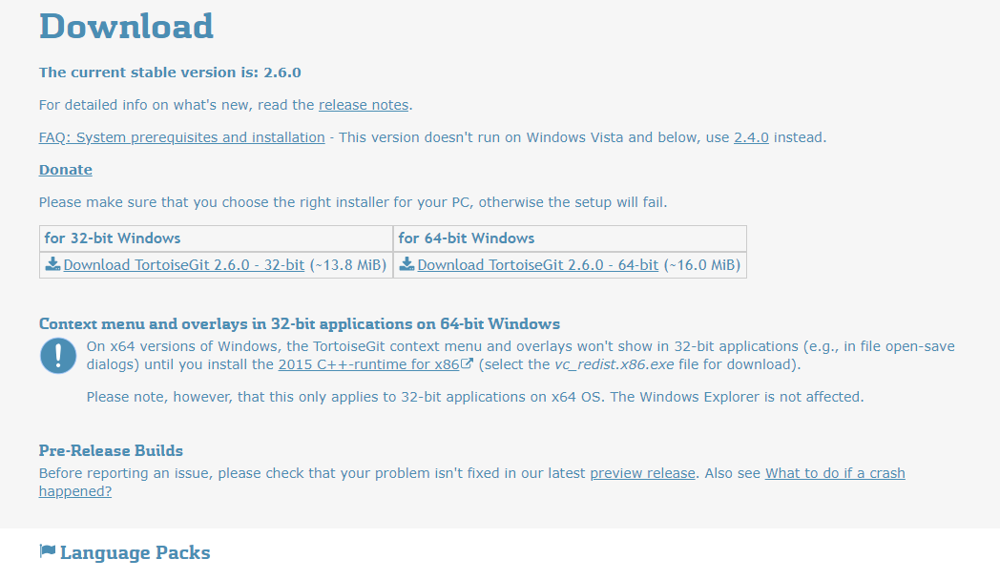 Download
The current stable version is: 2.6.0
For detailed info on what's new, read the release notes.
FAQ: System prerequisites and installation - This version doesn't run on Windows Vista and below, use 2.4.0 instead.
Donate
Please make sure that you choose the right installer for your PC, otherwise the setup will fail.
for 32-bit Windows for 64-bit Windows
Download TortoiseGit 2.6.0 - 32-bit (~13.8 MiB) Download TortoiseGit 2.6.0 - 64-bit (~16.0 MiB)
Context menu and overlays in 32-bit applications on 64-bit Windows
On x64 versions of Windows, the TortoiseGit context menu and overlays won't show in 32-bit applications (e.g., in file open-save
dialogs) until you install the 2015 C++-runtime for x86 (select the vc_redist.x86.exe file for download).
Please note, however, that this only applies to 32-bit applications on x64 OS. The Windows Explorer is not affected.
Pre-Release Builds
Before reporting an issue, please check that your problem isn't fixed in our latest preview release. Also see What to do if a crash
happened?
Language Packs